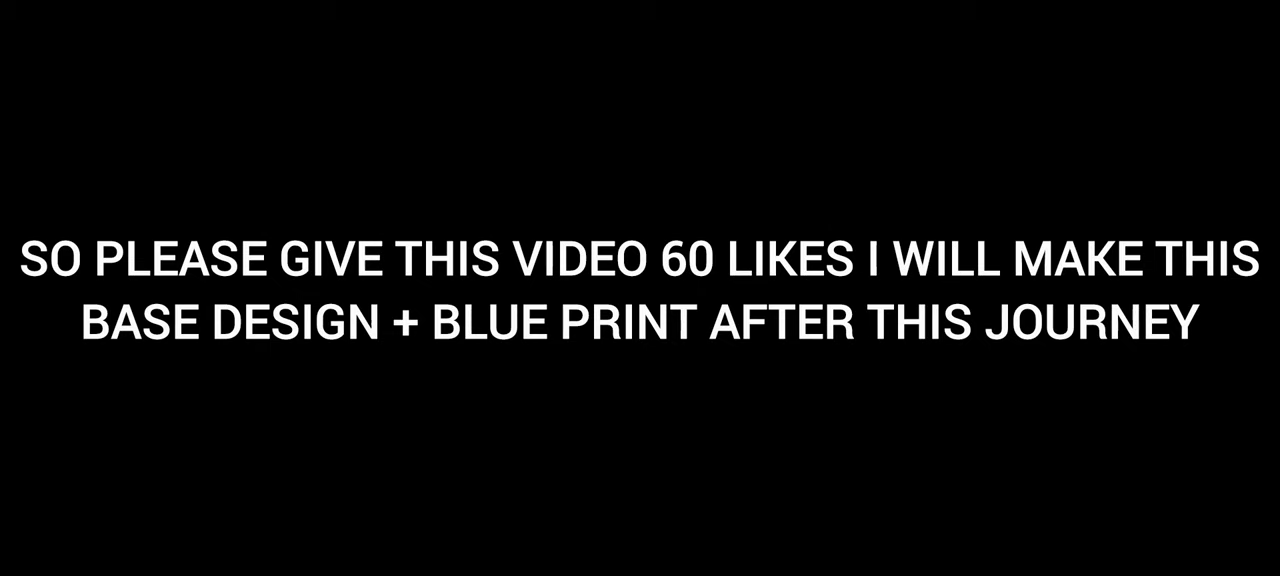 SO PLEASE GIVE THIS VIDEO 60 LIKES I WILL MAKE THIS
BASE DESIGN + BLUE PRINT AFTER THIS JOURNEY